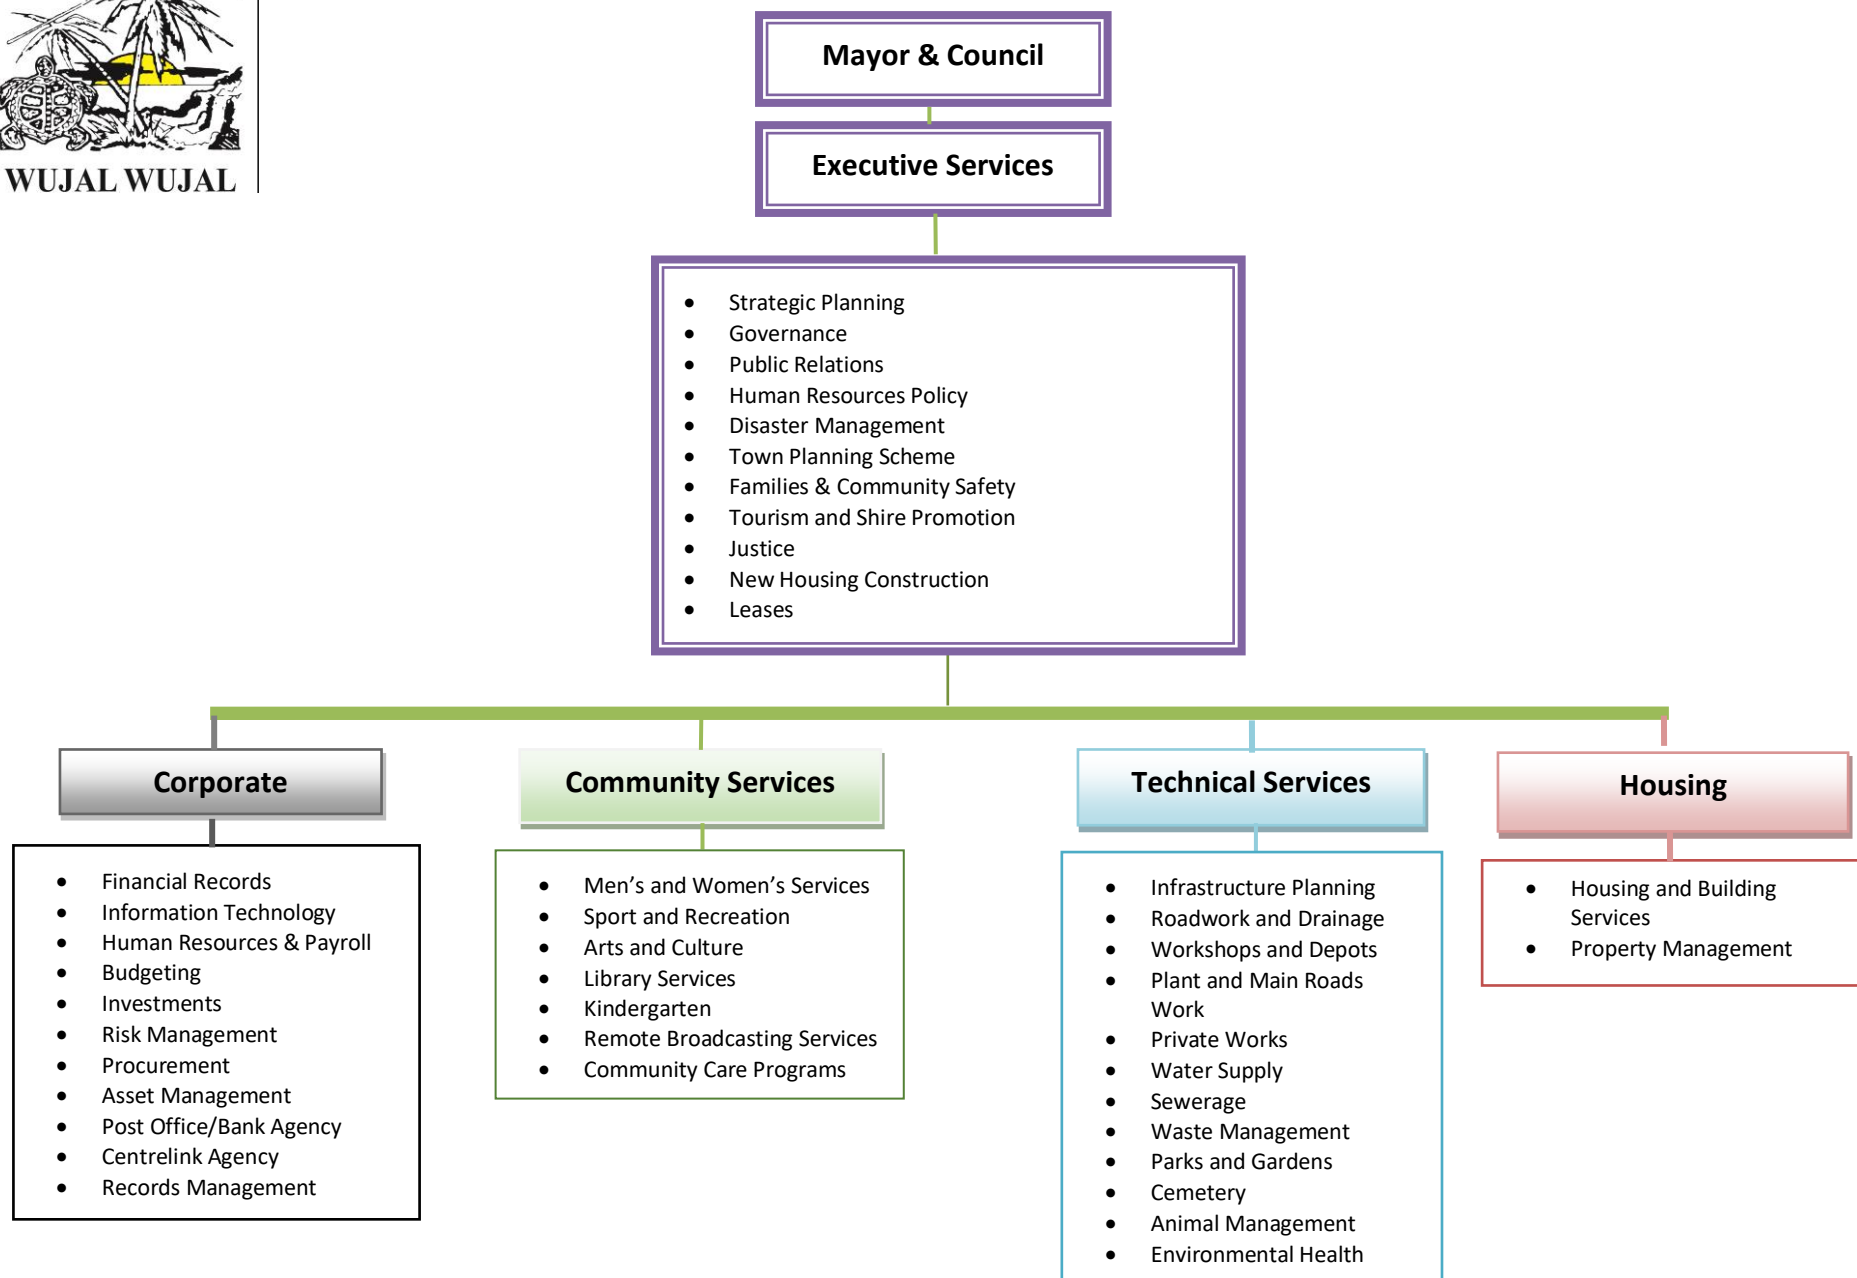 WUJAL WUJAL
Mayor & Council
Executive Services
• Strategic Planning
• Governance
• Public Relations
• Human Resources Policy
• Disaster Management
• Town Planning Scheme
• Families & Community Safety
• Tourism and Shire Promotion
• Justice
• New Housing Construction
• Leases
Corporate
• Financial Records
• Information Technology
• Human Resources & Payroll
• Budgeting
• Investments
• Risk Management
• Procurement
• Asset Management
• Post Office/Bank Agency
• Centrelink Agency
• Records Management
Community Services
• Men’s and Women’s Services
• Sport and Recreation
• Arts and Culture
• Library Services
• Kindergarten
• Remote Broadcasting Services
• Community Care Programs
Technical Services
• Infrastructure Planning
• Roadwork and Drainage
• Workshops and Depots
• Plant and Main Roads
Work
• Private Works
• Water Supply
• Sewerage
• Waste Management
• Parks and Gardens
• Cemetery
• Animal Management
• Environmental Health
Housing
• Housing and Building
Services
• Property Management